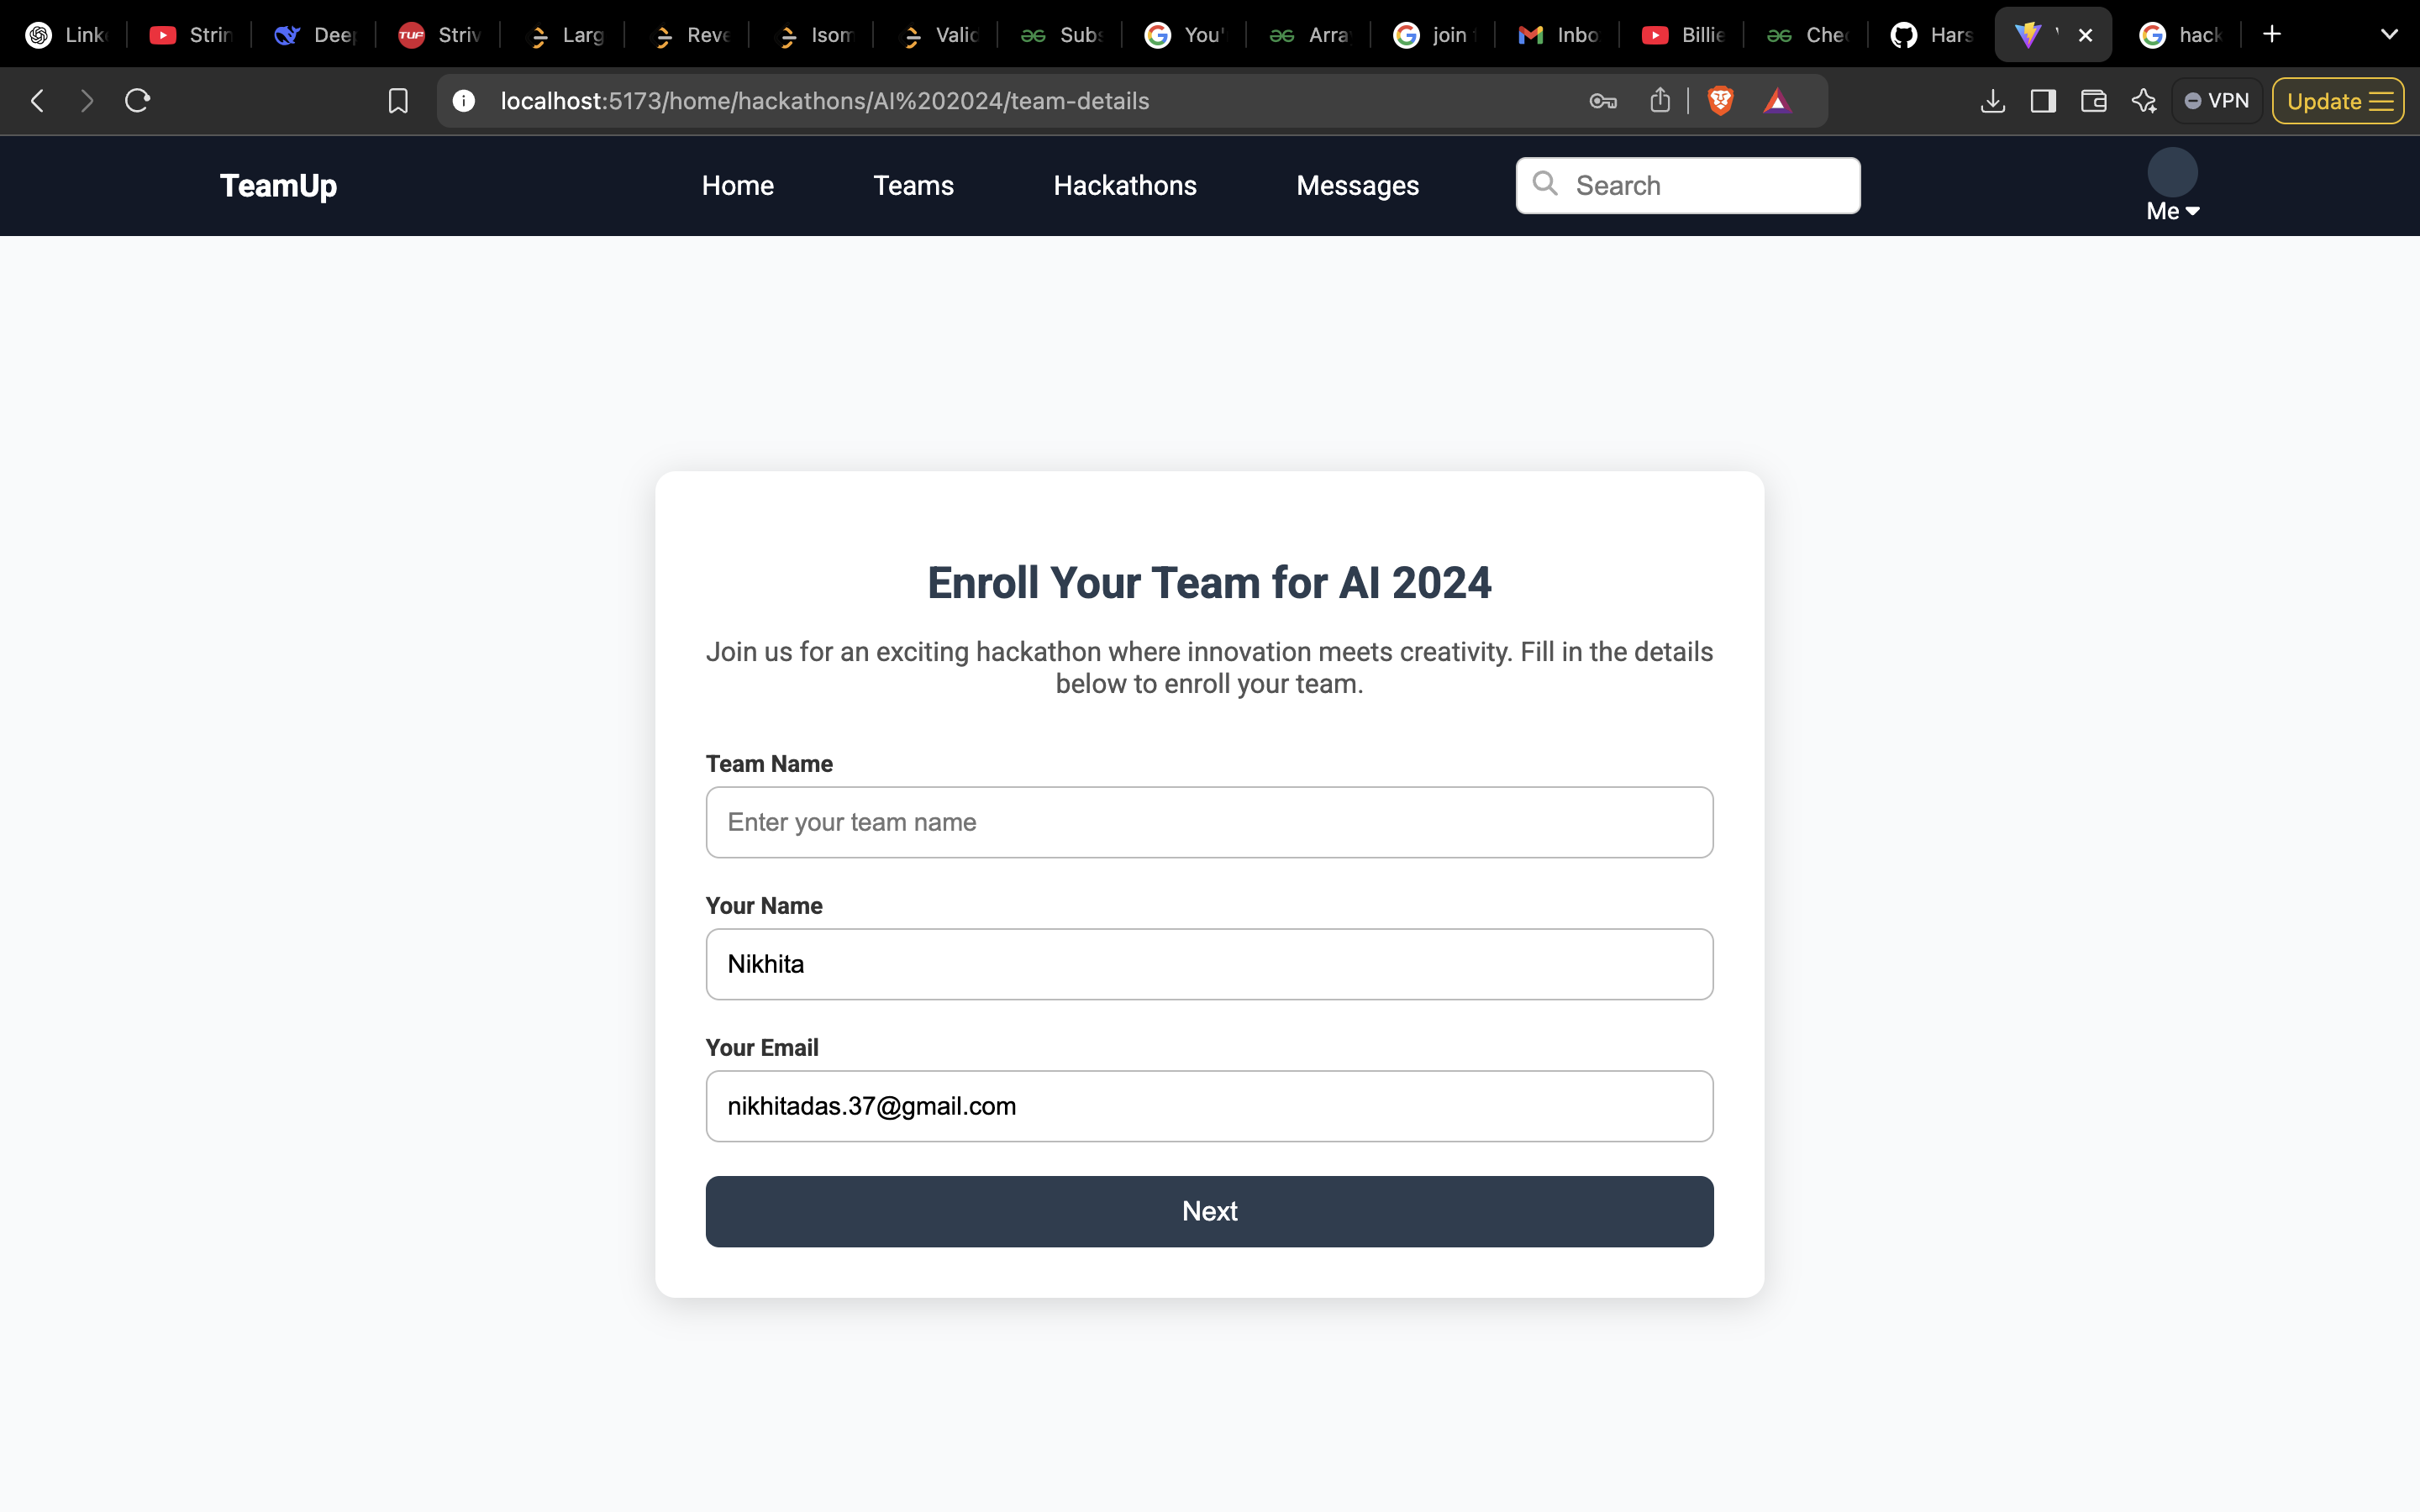 Link
Strin
Deep
TUF
Striv
Larg
Reve
Isom
Valid
Subs
You'
Arra
join
Inbo
Billie
Chec
Hars
hack
localhost:5173/home/hackathons/AI%202024/team-details
VPN
Update
TeamUp
Home
Teams
Hackathons
Messages
Search
Me
Enroll Your Team for AI 2024
Join us for an exciting hackathon where innovation meets creativity. Fill in the details
below to enroll your team.
Team Name
Enter your team name
Your Name
Nikhita
Your Email
nikhitadas.37@gmail.com
Next